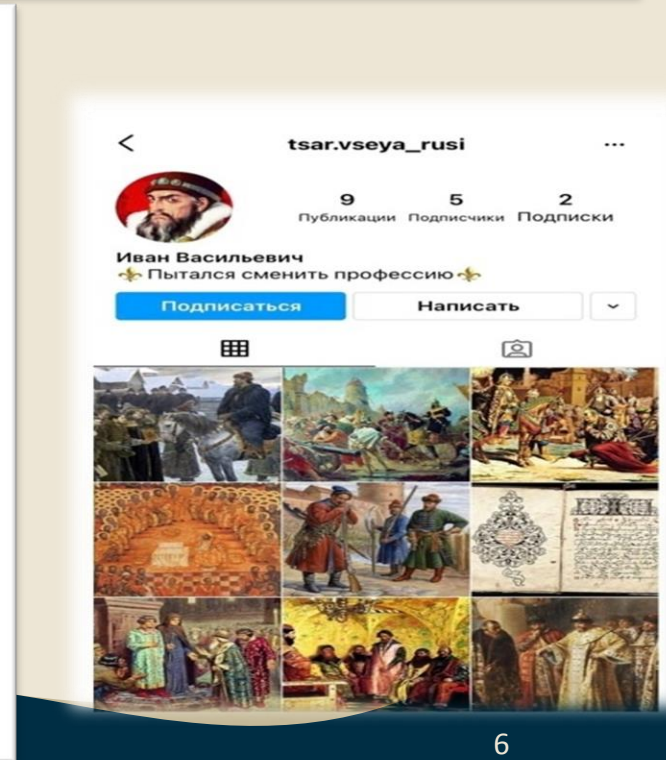 tsar.vseya_rusi
9 5 2
Публикации Подписчики Подписки
Иван Васильевич
⚜Пытался сменить профессию⚜
Подписаться Написать
6